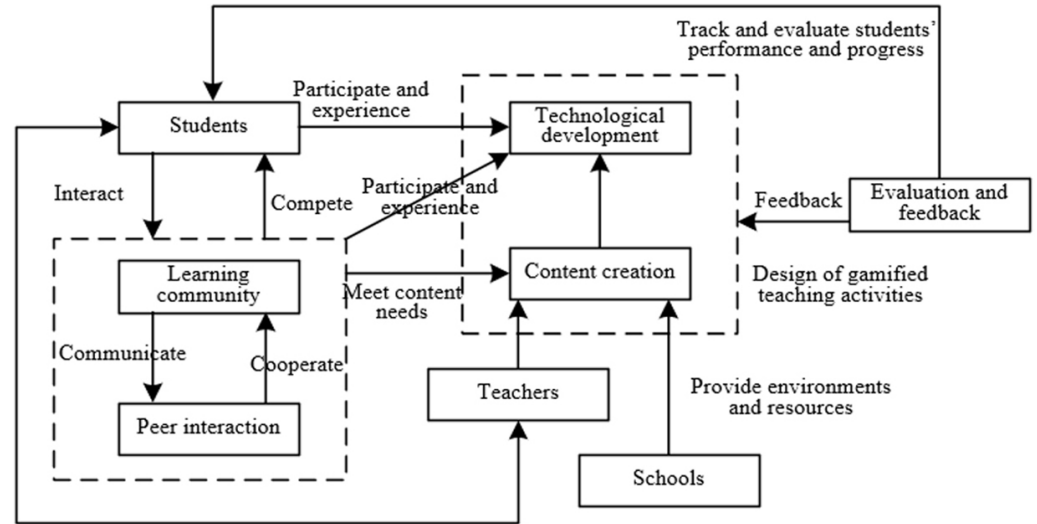 Track and evaluate students'
performance and progress
Participate and
experience
Students
Technological
development
Interact
Compete
Participate and
experience
Feedback
Evaluation and
feedback
Learning
community
Content creation
Meet content
needs
Design of gamified
teaching activities
Communicate
Cooperate
Teachers
Provide environments
and resources
Peer interaction
Schools